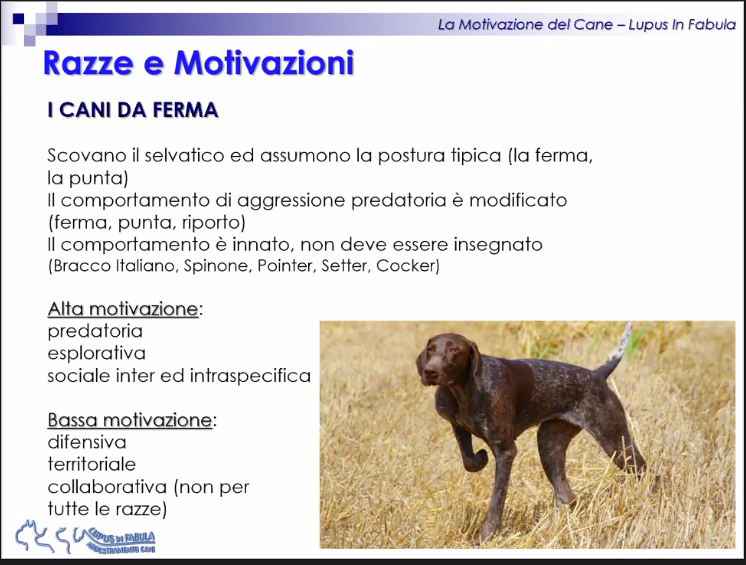 La Motivazione del Cane – Lupus In Fabula
Razze e Motivazioni
I CANI DA FERMA
Scovano il selvatico ed assumono la postura tipica (la ferma,
la punta)
Il comportamento di aggressione predatoria è modificato
(ferma, punta, riporto)
Il comportamento è innato, non deve essere insegnato
(Bracco Italiano, Spinone, Pointer, Setter, Cocker)
Alta motivazione:
predatoria
esplorativa
sociale inter ed intraspecifica
Bassa motivazione:
difensiva
territoriale
collaborativa (non per
tutte le razze)
LUPUS IN FABULA
ADDESTRAMENTO CANI